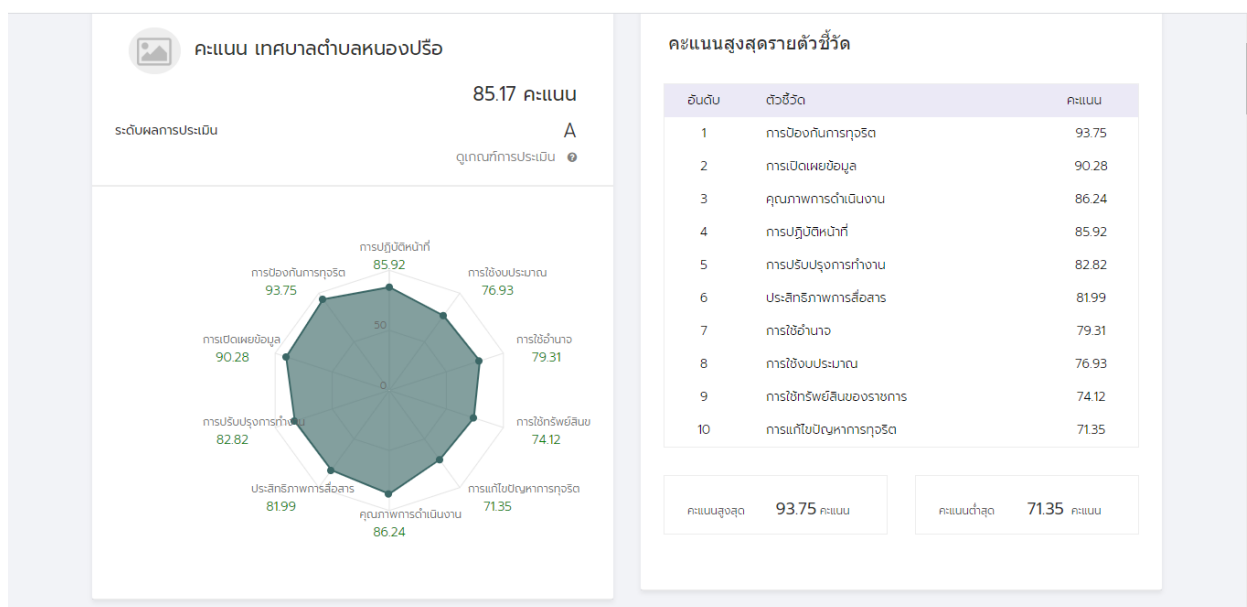 คะแนน เทศบาลตำบลหนองปรือ
85.17 คะแนน
ระดับผลการประเมิน A
ดูเกณฑ์การประเมิน
การปฏิบัติหน้าที่
85.92
การใช้งบประมาณ
76.93
การใช้อำนาจ
79.31
การใช้ทรัพย์สินข
74.12
การแก้ไขปัญหาการทุจริต
71.35
คุณภาพการดำเนินงาน
86.24
ประสิทธิภาพการสื่อสาร
81.99
การปรับปรุงการทำงาน
82.82
การเปิดเผยข้อมูล
90.28
การป้องกันการทุจริต
93.75
50
0
คะแนนสูงสุดรายตัวชี้วัด
อันดับ ตัวชี้วัด คะแนน
1 การป้องกันการทุจริต 93.75
2 การเปิดเผยข้อมูล 90.28
3 คุณภาพการดำเนินงาน 86.24
4 การปฏิบัติหน้าที่ 85.92
5 การปรับปรุงการทำงาน 82.82
6 ประสิทธิภาพการสื่อสาร 81.99
7 การใช้อำนาจ 79.31
8 การใช้งบประมาณ 76.93
9 การใช้ทรัพย์สินของราชการ 74.12
10 การแก้ไขปัญหาการทุจริต 71.35
คะแนนสูงสุด 93.75 คะแนน
คะแนนต่ำสุด 71.35 คะแนน